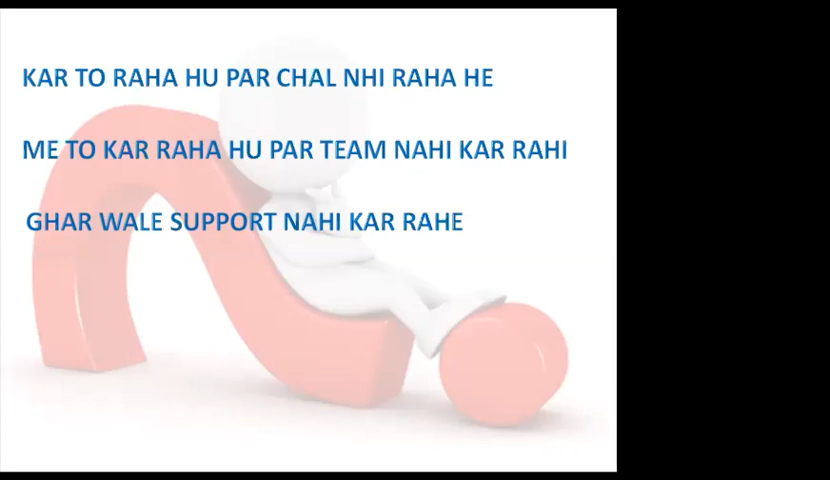 KAR TO RAHA HU PAR CHAL NHI RAHA HE
ME TO KAR RAHA HU PAR TEAM NAHI KAR RAHI
GHAR WALE SUPPORT NAHI KAR RAHE